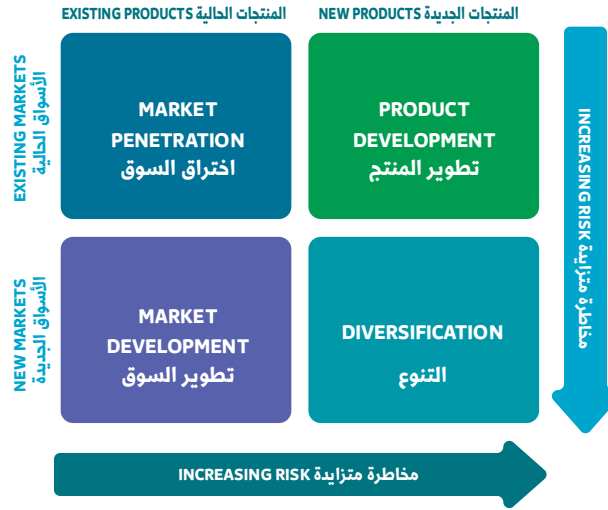 EXISTING PRODUCTS المنتجات الحالية
NEW PRODUCTS المنتجات الجديدة
EXISTING MARKETS
الأسواق الحالية
MARKET
PENETRATION
اختراق السوق
PRODUCT
DEVELOPMENT
تطوير المنتج
INCREASING RISK مخاطرة متزايدة
NEW MARKETS
الأسواق الجديدة
MARKET
DEVELOPMENT
تطوير السوق
DIVERSIFICATION
التنوع
INCREASING RISK مخاطرة متزايدة